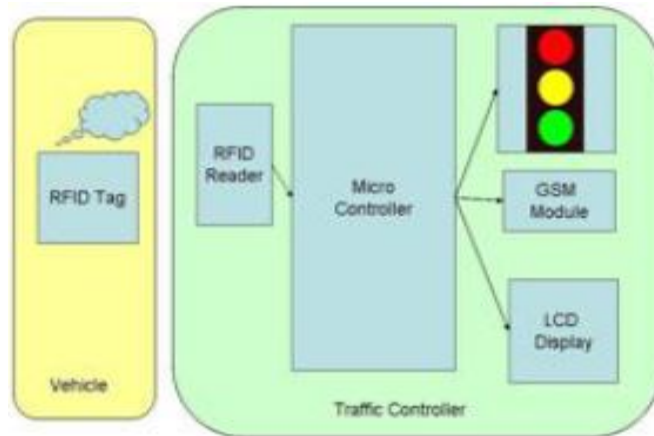 RFID Tag
Vehicle
RFID
Reader
Micro
Controller
GSM
Module
LCD
Display
Traffic Controller